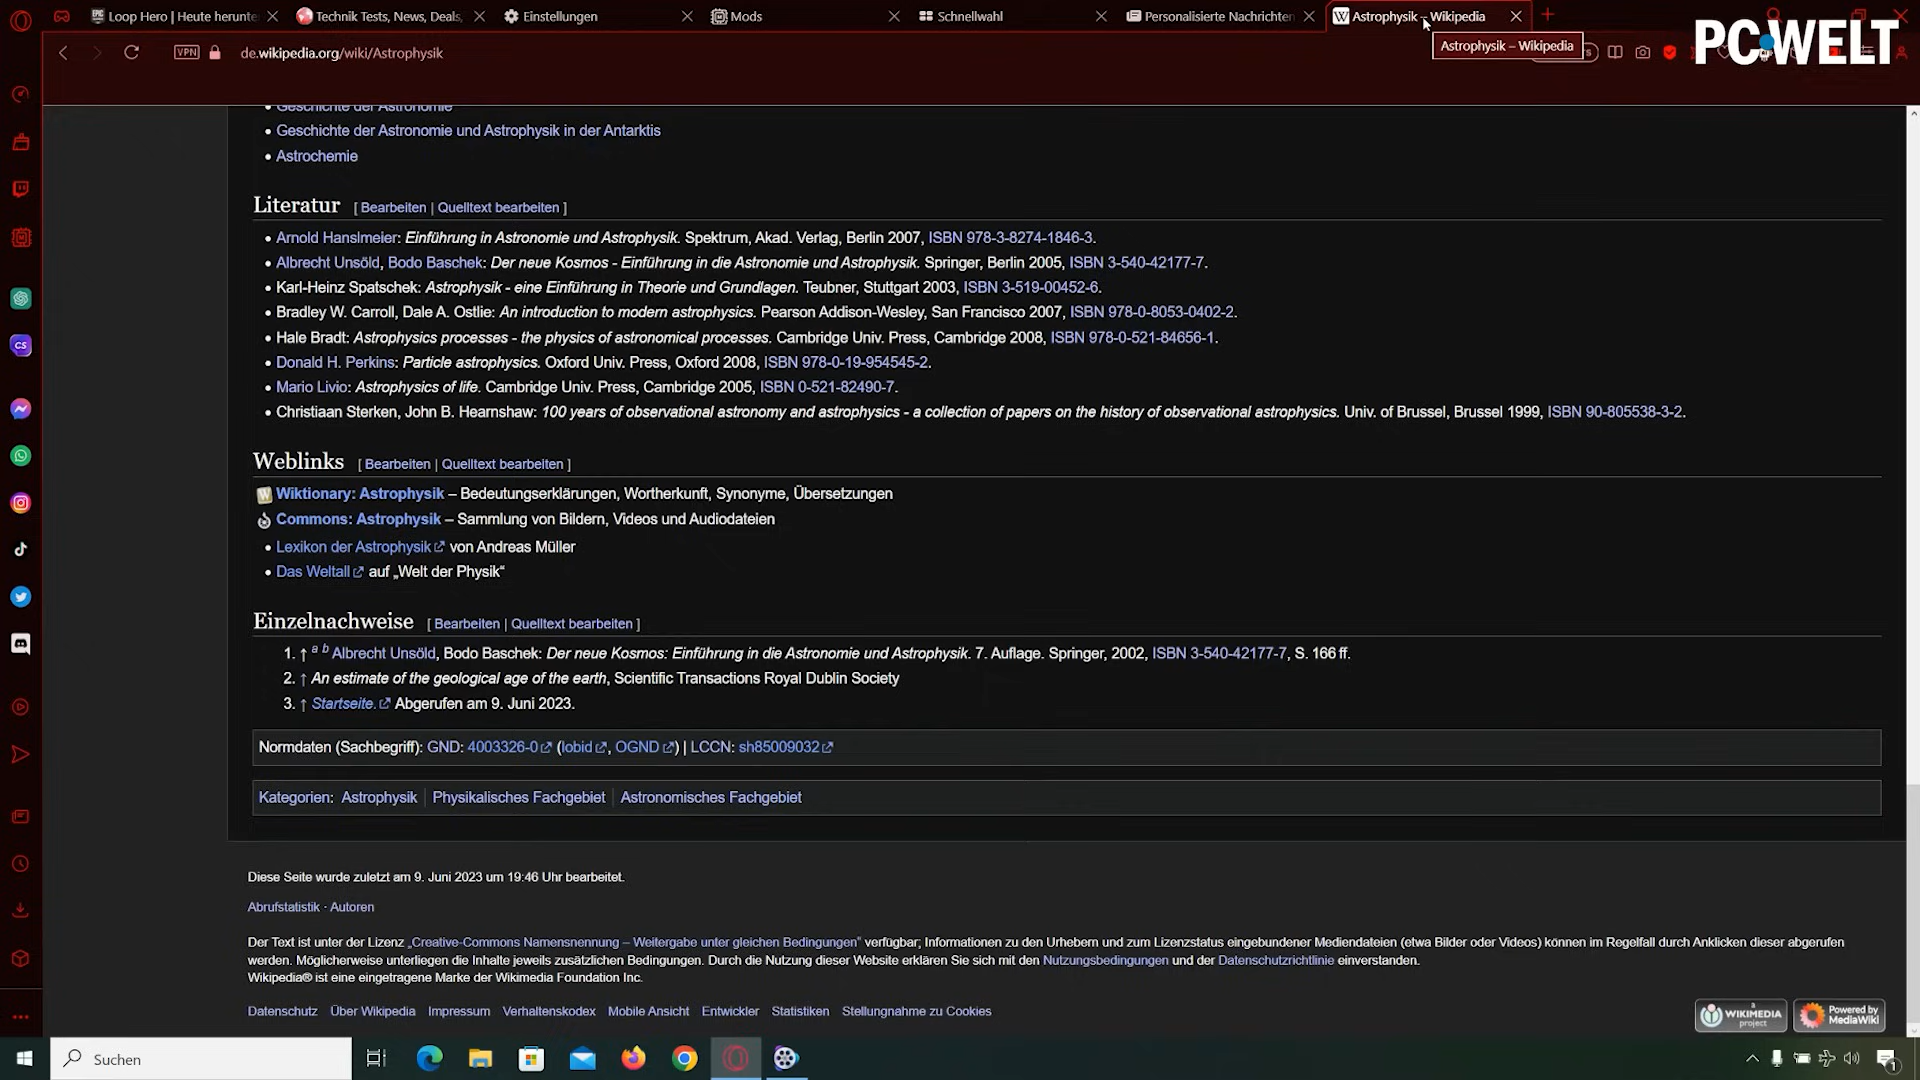 Loop Hero | Heute herunte
Technik Tests, News, Deals,
Einstellungen
Mods
Schnellwahl
Personalisierte Nachrichten
Astrophysik – Wikipedia
PC WELT
VPN
de.wikipedia.org/wiki/Astrophysik
Astrophysik – Wikipedia
Geschichte der Astronomie
Geschichte der Astronomie und Astrophysik in der Antarktis
Astrochemie
Literatur [ Bearbeiten | Quelltext bearbeiten ]
Arnold Hanslmeier: Einführung in Astronomie und Astrophysik. Spektrum, Akad. Verlag, Berlin 2007, ISBN 978-3-8274-1846-3.
Albrecht Unsöld, Bodo Baschek: Der neue Kosmos - Einführung in die Astronomie und Astrophysik. Springer, Berlin 2005, ISBN 3-540-42177-7.
Karl-Heinz Spatschek: Astrophysik - eine Einführung in Theorie und Grundlagen. Teubner, Stuttgart 2003, ISBN 3-519-00452-6.
Bradley W. Carroll, Dale A. Ostlie: An introduction to modern astrophysics. Pearson Addison-Wesley, San Francisco 2007, ISBN 978-0-8053-0402-2.
Hale Bradt: Astrophysics processes - the physics of astronomical processes. Cambridge Univ. Press, Cambridge 2008, ISBN 978-0-521-84656-1.
Donald H. Perkins: Particle astrophysics. Oxford Univ. Press, Oxford 2008, ISBN 978-0-19-954545-2.
Mario Livio: Astrophysics of life. Cambridge Univ. Press, Cambridge 2005, ISBN 0-521-82490-7.
Christiaan Sterken, John B. Hearnshaw: 100 years of observational astronomy and astrophysics - a collection of papers on the history of observational astrophysics. Univ. of Brussel, Brussel 1999, ISBN 90-805538-3-2.
Weblinks [ Bearbeiten | Quelltext bearbeiten ]
Wiktionary: Astrophysik – Bedeutungserklärungen, Wortherkunft, Synonyme, Übersetzungen
Commons: Astrophysik – Sammlung von Bildern, Videos und Audiodateien
Lexikon der Astrophysik von Andreas Müller
Das Weltall auf „Welt der Physik“
Einzelnachweise [ Bearbeiten | Quelltext bearbeiten ]
1. ↑ a b Albrecht Unsöld, Bodo Baschek: Der neue Kosmos: Einführung in die Astronomie und Astrophysik. 7. Auflage. Springer, 2002, ISBN 3-540-42177-7, S. 166 ff.
2. ↑ An estimate of the geological age of the earth, Scientific Transactions Royal Dublin Society
3. ↑ Startseite. Abgerufen am 9. Juni 2023.
Normdaten (Sachbegriff): GND: 4003326-0 (lobid, OGND) | LCCN: sh85009032
Kategorien: Astrophysik | Physikalisches Fachgebiet | Astronomisches Fachgebiet
Diese Seite wurde zuletzt am 9. Juni 2023 um 19:46 Uhr bearbeitet.
Abrufstatistik · Autoren
Der Text ist unter der Lizenz „Creative-Commons Namensnennung – Weitergabe unter gleichen Bedingungen“ verfügbar; Informationen zu den Urhebern und zum Lizenzstatus eingebundener Mediendateien (etwa Bilder oder Videos) können im Regelfall durch Anklicken dieser abgerufen
werden. Möglicherweise unterliegen die Inhalte jeweils zusätzlichen Bedingungen. Durch die Nutzung dieser Website erklären Sie sich mit den Nutzungsbedingungen und der Datenschutzrichtlinie einverstanden.
Wikipedia® ist eine eingetragene Marke der Wikimedia Foundation Inc.
Datenschutz Über Wikipedia Impressum Verhaltenskodex Mobile Ansicht Entwickler Statistiken Stellungnahme zu Cookies
A WIKIMEDIA project
Powered by MediaWiki
Suchen
1